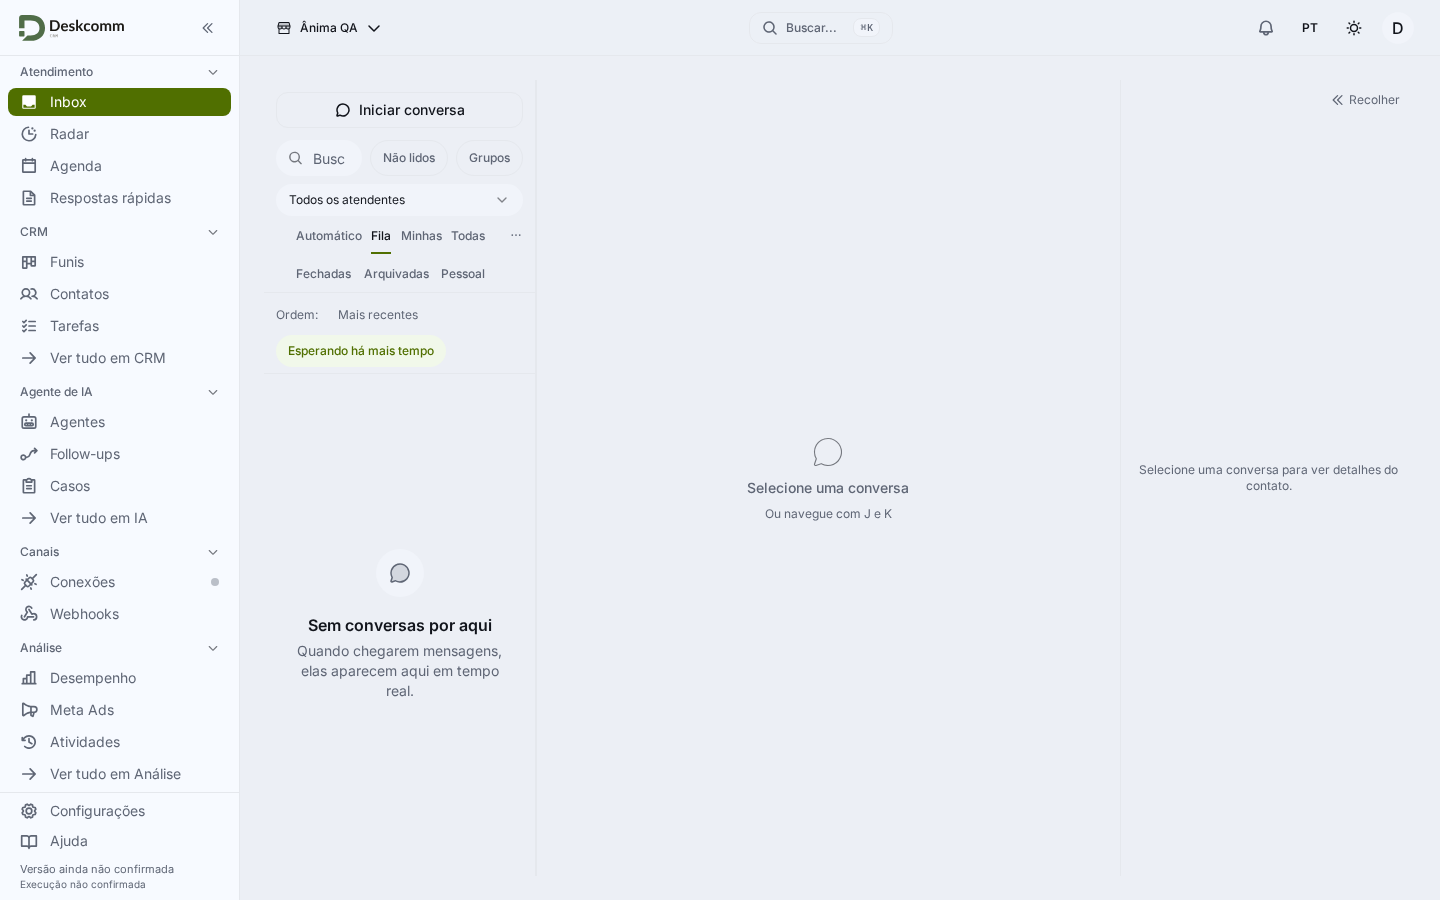 Deskcomm
Ânima QA
Buscar...
⌘K
PT
D
Atendimento
Inbox
Radar
Agenda
Respostas rápidas
CRM
Funis
Contatos
Tarefas
Ver tudo em CRM
Agente de IA
Agentes
Follow-ups
Casos
Ver tudo em IA
Canais
Conexões
Webhooks
Análise
Desempenho
Meta Ads
Atividades
Ver tudo em Análise
Configurações
Ajuda
Versão ainda não confirmada
Execução não confirmada
Iniciar conversa
Busc
Não lidos
Grupos
Todos os atendentes
Automático Fila Minhas Todas ...
Fechadas Arquivadas Pessoal
Ordem: Mais recentes
Esperando há mais tempo
Sem conversas por aqui
Quando chegarem mensagens,
elas aparecem aqui em tempo
real.
Selecione uma conversa
Ou navegue com J e K
Recolher
Selecione uma conversa para ver detalhes do
contato.